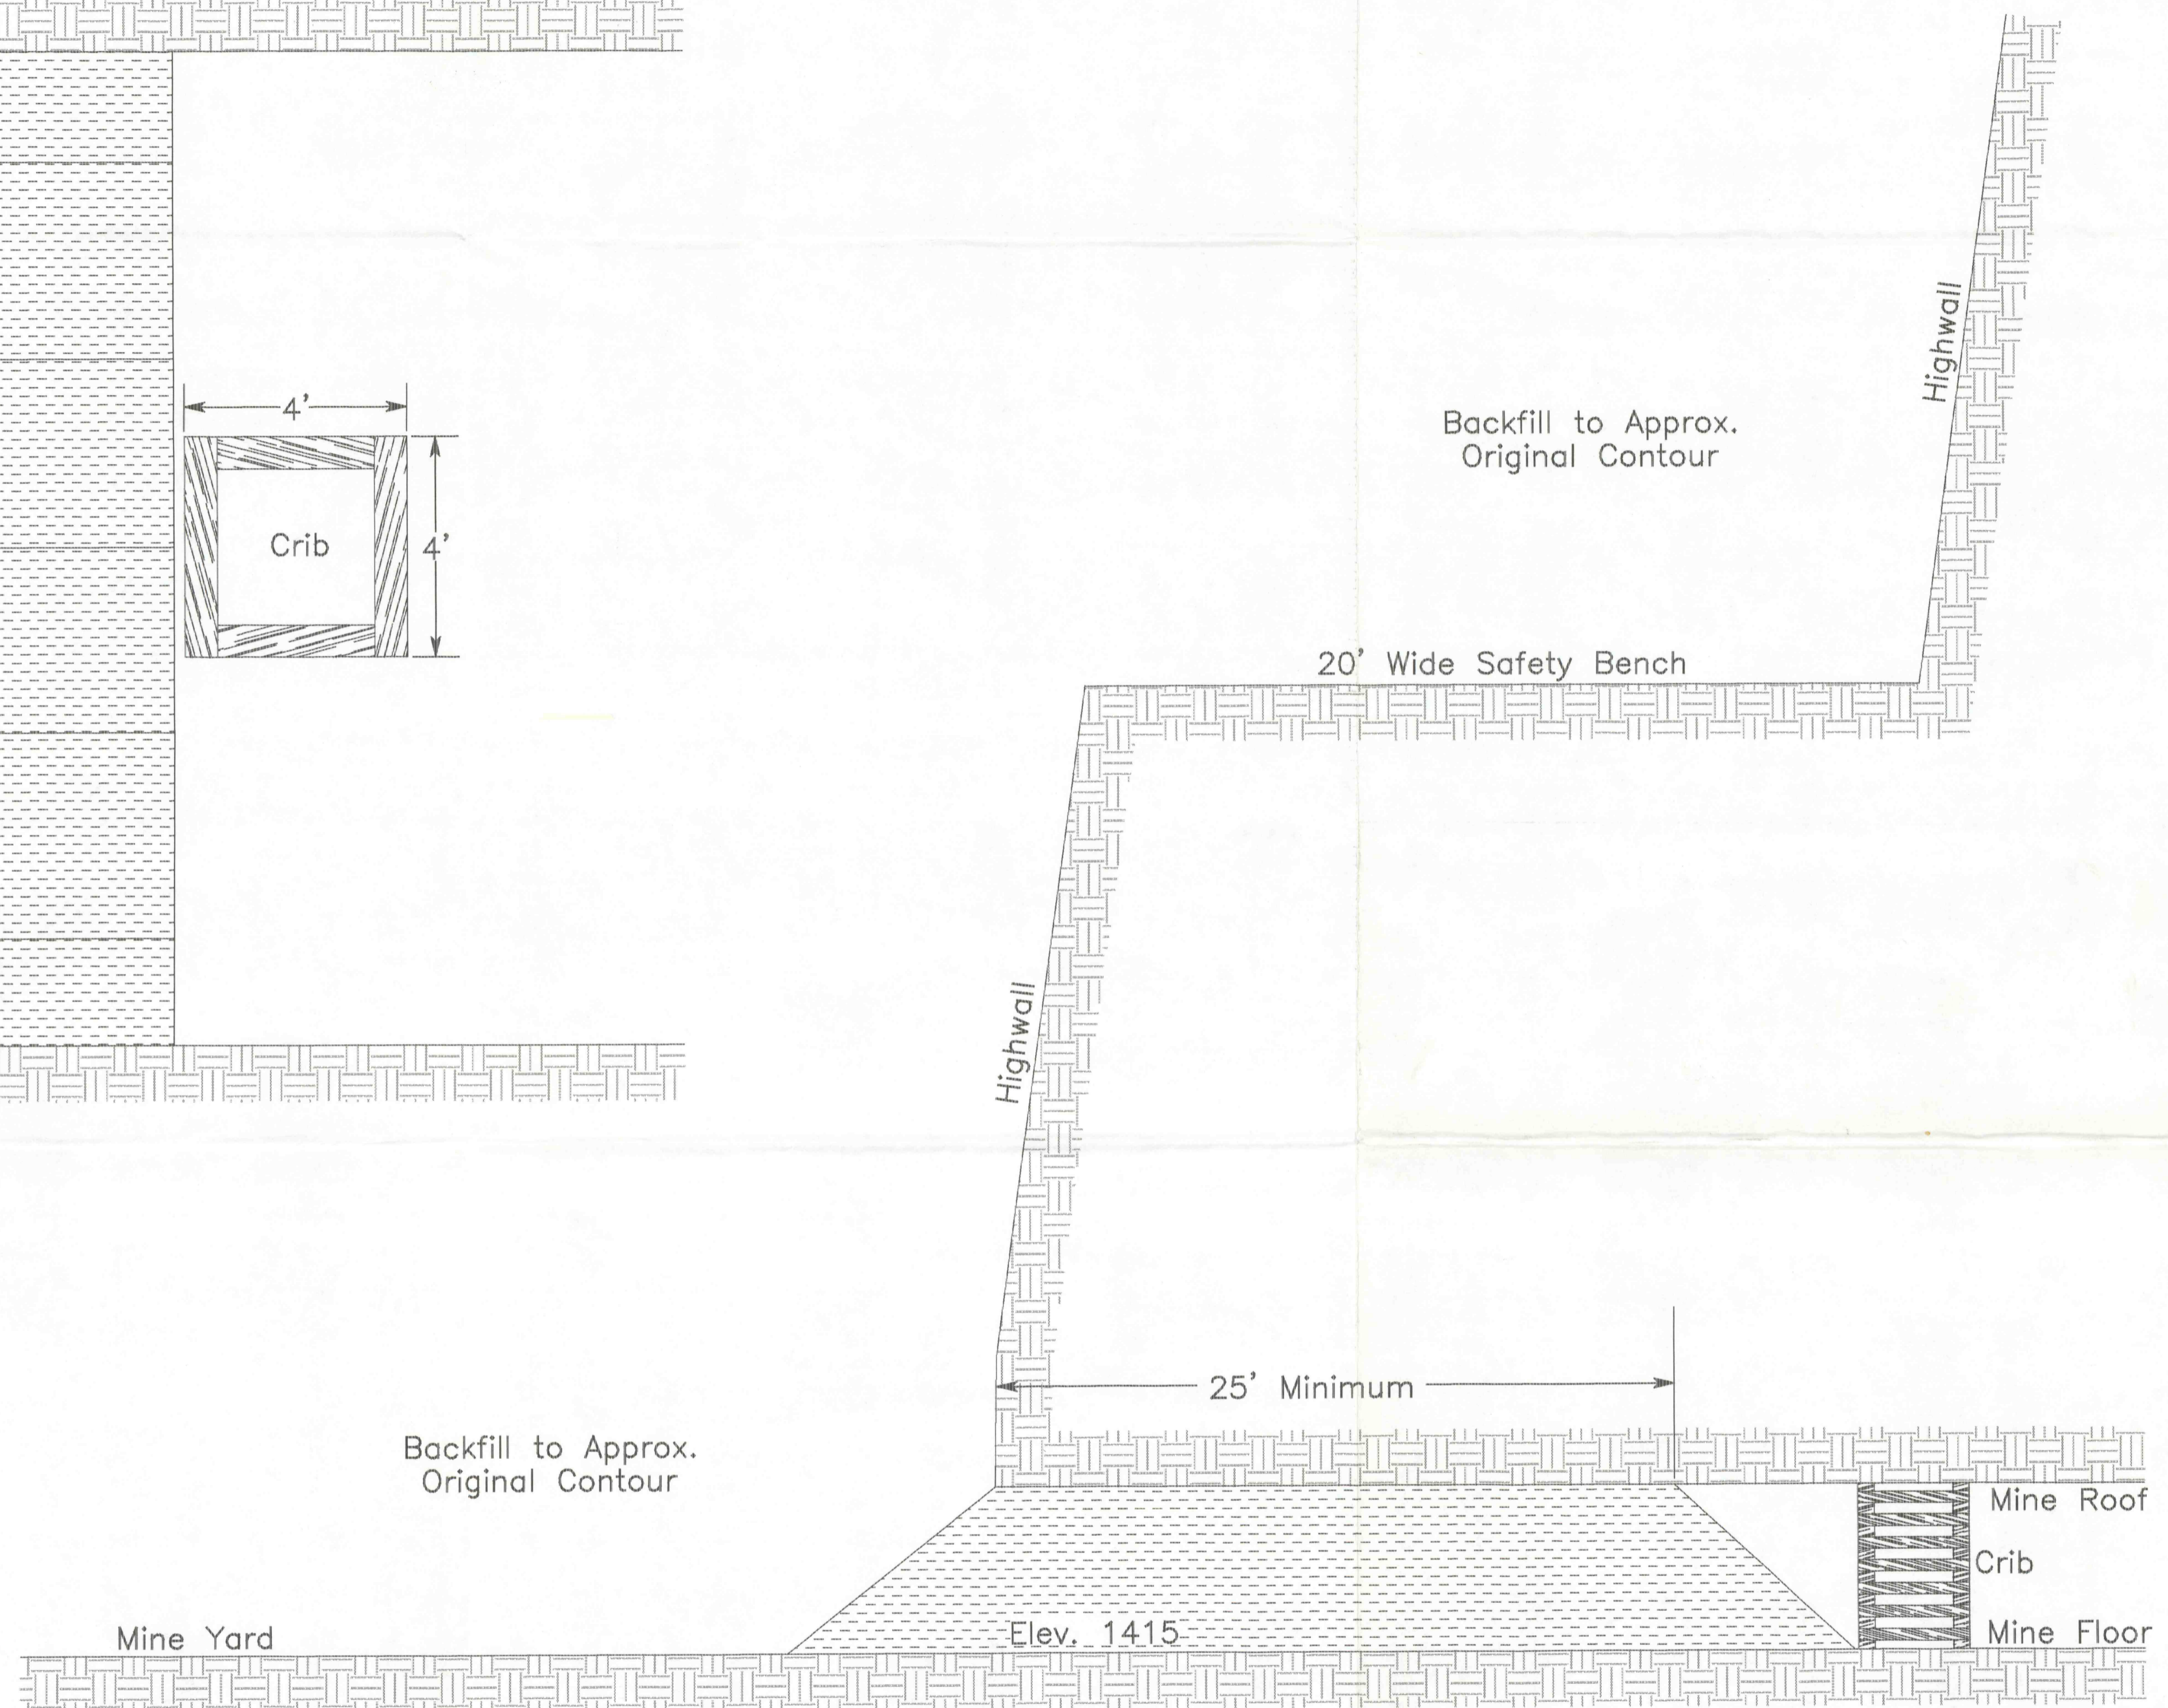 4'
Crib
4'
Highwall
Backfill to Approx.
Original Contour
20' Wide Safety Bench
Highwall
25' Minimum
Backfill to Approx.
Original Contour
Mine Roof
Crib
Elev. 1415
Mine Yard
Mine Floor